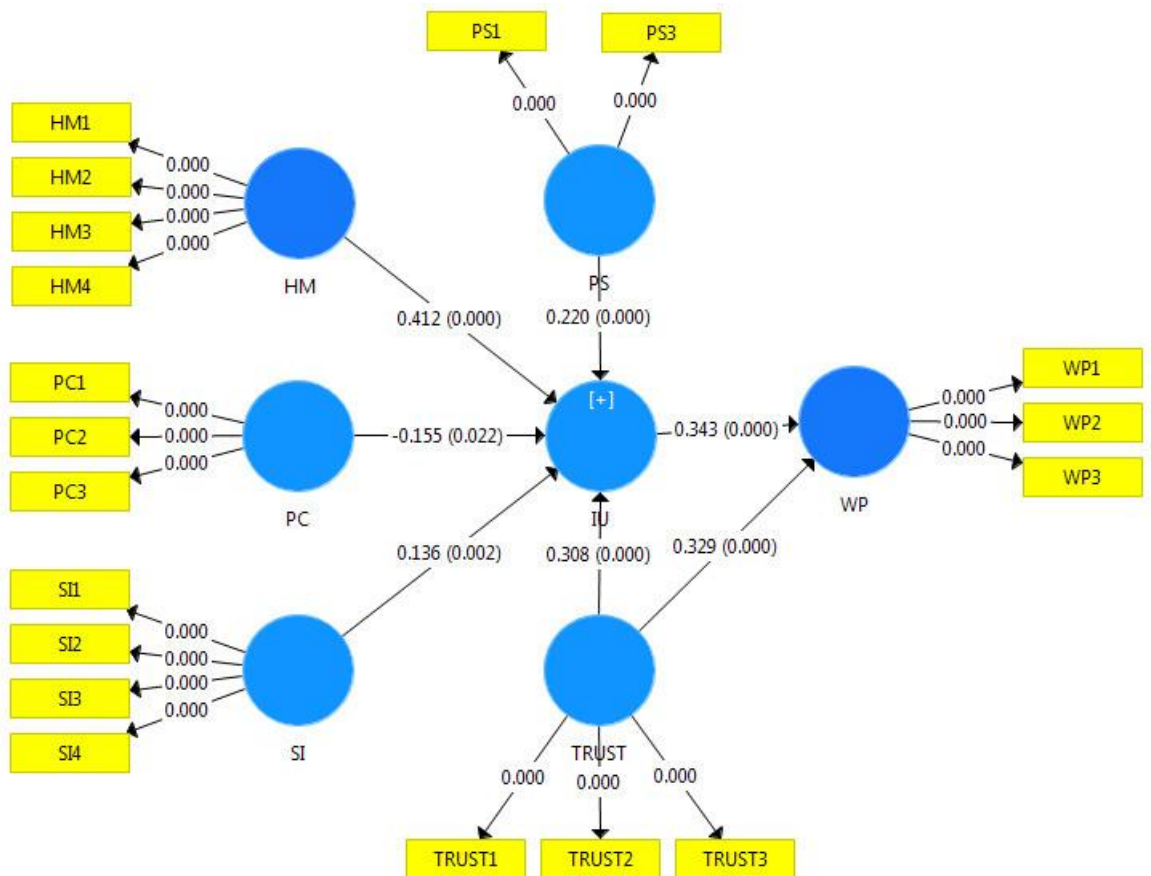 PS1
PS3
0.000
0.000
HM1
HM2
HM3
HM4
0.000
0.000
0.000
0.000
HM
PS
0.412 (0.000)
0.220 (0.000)
PC1
PC2
PC3
0.000
0.000
0.000
PC
-0.155 (0.022)
[+]
IU
0.343 (0.000)
WP
0.000
0.000
0.000
WP1
WP2
WP3
0.136 (0.002)
0.308 (0.000)
0.329 (0.000)
SI1
SI2
SI3
SI4
0.000
0.000
0.000
0.000
SI
TRUST
0.000
0.000
0.000
TRUST1
TRUST2
TRUST3